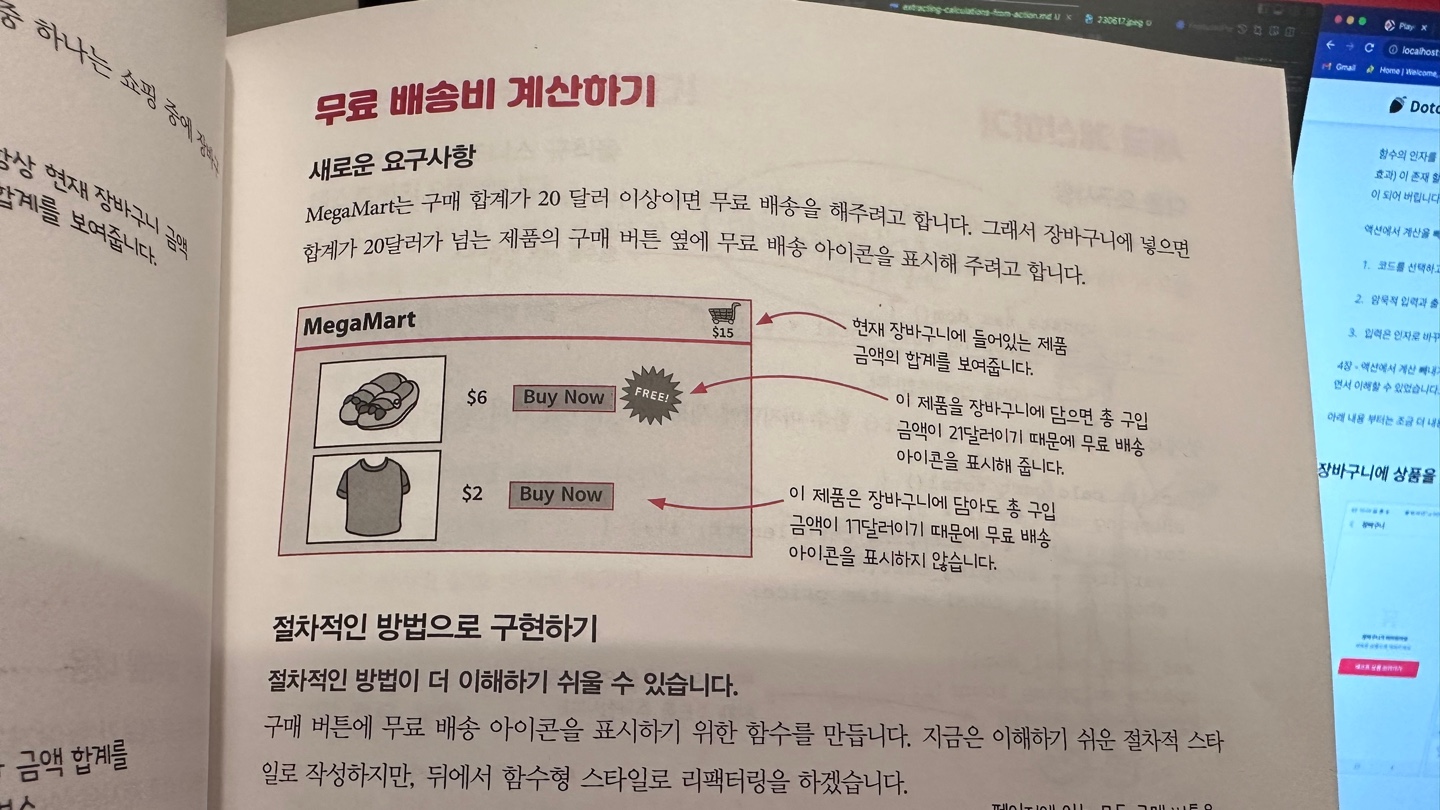 중 하나는 쇼핑 중에 장바구
항상 현재 장바구니 금액
합계를 보여줍니다.
금액 합계를
무료 배송비 계산하기
새로운 요구사항
MegaMart는 구매 합계가 20 달러 이상이면 무료 배송을 해주려고 합니다. 그래서 장바구니에 넣으면
합계가 20달러가 넘는 제품의 구매 버튼 옆에 무료 배송 아이콘을 표시해 주려고 합니다.
MegaMart
$15
현재 장바구니에 들어있는 제품
금액의 합계를 보여줍니다.
$6
Buy Now
FREE!
이 제품을 장바구니에 담으면 총 구입
금액이 21달러이기 때문에 무료 배송
아이콘을 표시해 줍니다.
$2
Buy Now
이 제품은 장바구니에 담아도 총 구입
금액이 17달러이기 때문에 무료 배송
아이콘을 표시하지 않습니다.
절차적인 방법으로 구현하기
절차적인 방법이 더 이해하기 쉬울 수 있습니다.
구매 버튼에 무료 배송 아이콘을 표시하기 위한 함수를 만듭니다. 지금은 이해하기 쉬운 절차적 스타
일로 작성하지만, 뒤에서 함수형 스타일로 리팩터링을 하겠습니다.
extracting-calculations-from-action.md U
230617.jpeg U
Play
localhost:
Gmail
Home | Welcome,
Doto
함수의 인자를
효과) 이 존재 할
이 되어 버립니다
액션에서 계산을 빼
1. 코드를 선택하고
2. 암묵적 입력과 출
3. 입력은 인자로 바꾸
4장 - 액션에서 계산 빼내기
면서 이해할 수 있었습니다.
아래 내용 부터는 조금 더 내용
장바구니에 상품을
장바구니